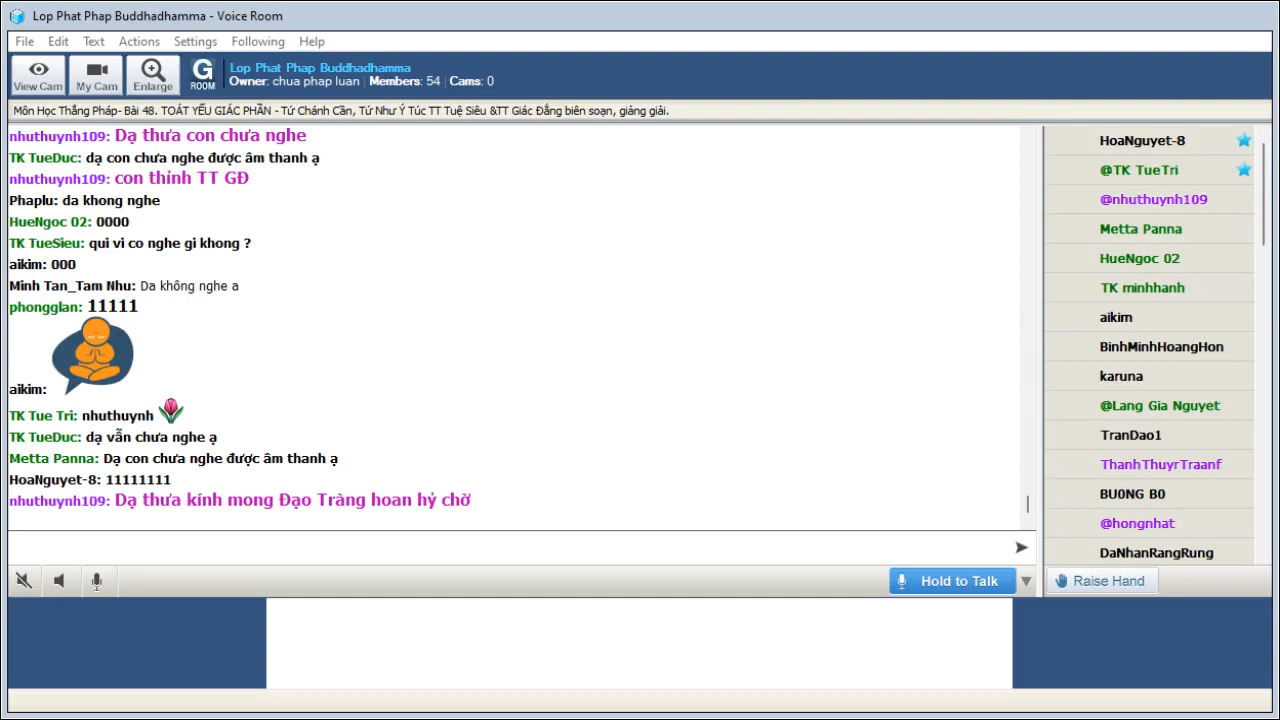 Lop Phat Phap Buddhadhamma - Voice Room
File Edit Text Actions Settings Following Help
View Cam My Cam Enlarge G ROOM
Lop Phat Phap Buddhadhamma
Owner: chua phap luan Members: 54 Cams: 0
Môn Học Thắng Pháp- Bài 48. TOÁT YẾU GIÁC PHẦN - Tứ Chánh Cần, Tứ Như Ý Túc TT Tuệ Siêu &TT Giác Đẳng biên soạn, giảng giải.
nhuthuynh109: Dạ thưa con chưa nghe
TK TueDuc: dạ con chưa nghe được âm thanh ạ
nhuthuynh109: con thỉnh TT GĐ
Phaplu: da khong nghe
HueNgoc 02: 0000
TK TueSieu: qui vi co nghe gi khong ?
aikim: 000
Minh Tan_Tam Nhu: Da không nghe a
phongglan: 11111
aikim:
TK Tue Tri: nhuthuynh
TK TueDuc: dạ vẫn chưa nghe ạ
Metta Panna: Dạ con chưa nghe được âm thanh ạ
HoaNguyet-8: 11111111
nhuthuynh109: Dạ thưa kính mong Đạo Tràng hoan hỷ chờ
HoaNguyet-8
@TK TueTri
@nhuthuynh109
Metta Panna
HueNgoc 02
TK minhhanh
aikim
BinhMinhHoangHon
karuna
@Lang Gia Nguyet
TranDao1
ThanhThuyrTraanf
BU0NG B0
@hongnhat
DaNhanRangRung
Hold to Talk
Raise Hand